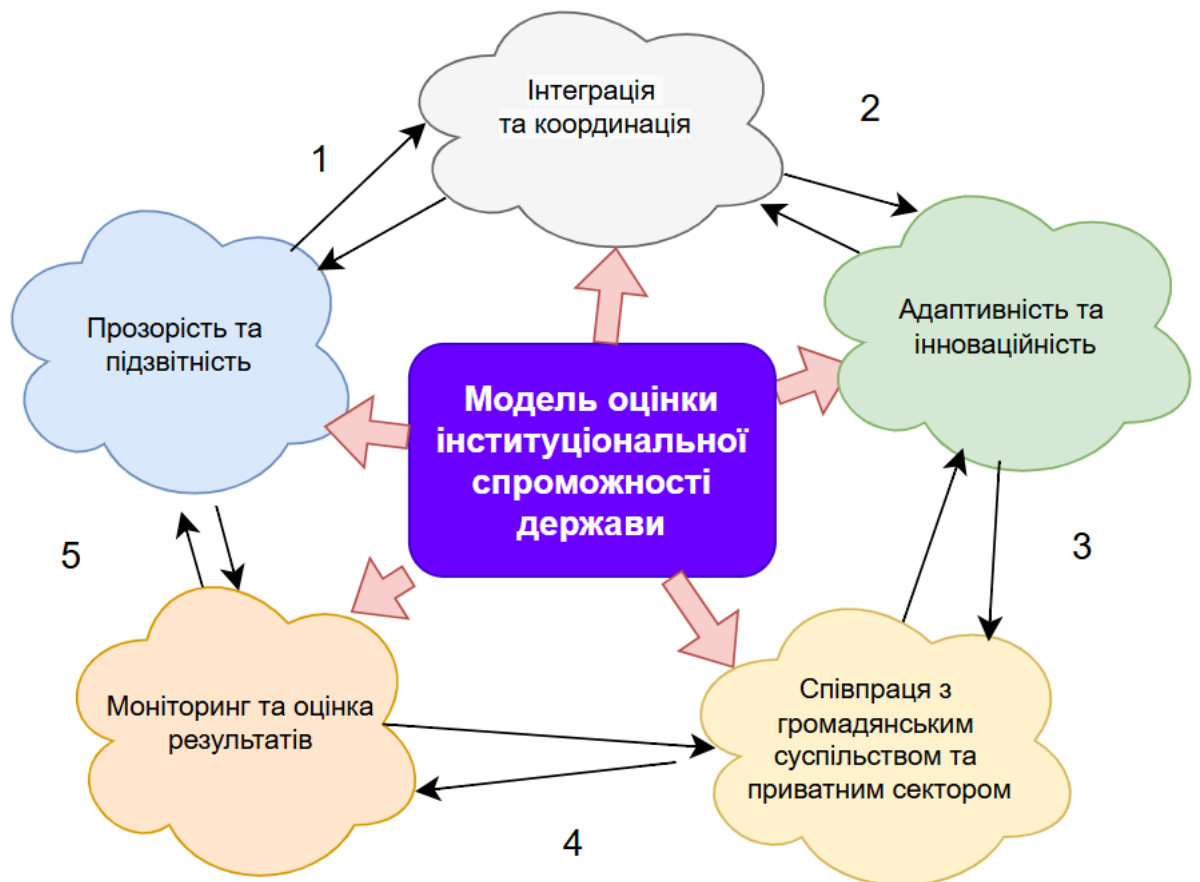 Інтеграція
та координація
1
2
Прозорість та
підзвітність
Адаптивність та
інноваційність
Модель оцінки
інституціональної
спроможності
держави
5
3
Моніторинг та оцінка
результатів
Співпраця з
громадянським
суспільством та
приватним сектором
4